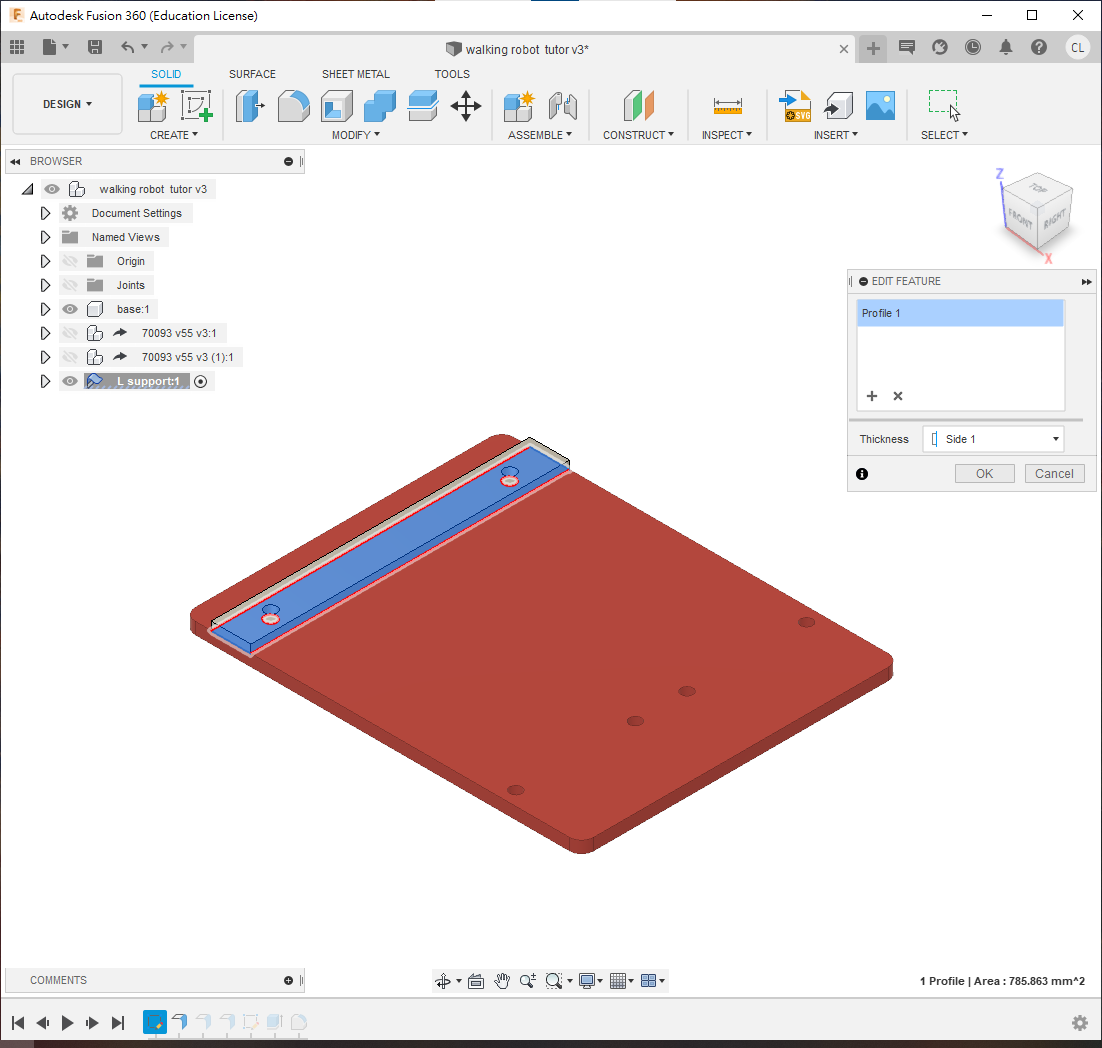 Autodesk Fusion 360 (Education License)
walking robot tutor v3*
CL
DESIGN
SOLID SURFACE SHEET METAL TOOLS
SVG
CREATE MODIFY ASSEMBLE CONSTRUCT INSPECT INSERT SELECT
BROWSER
walking robot tutor v3
Document Settings
Named Views
Origin
Joints
base:1
70093 v55 v3:1
70093 v55 v3 (1):1
L support:1
Z
TOP
FRONT
RIGHT
X
EDIT FEATURE
Profile 1
Thickness Side 1
OK Cancel
COMMENTS
1 Profile | Area : 785.863 mm^2